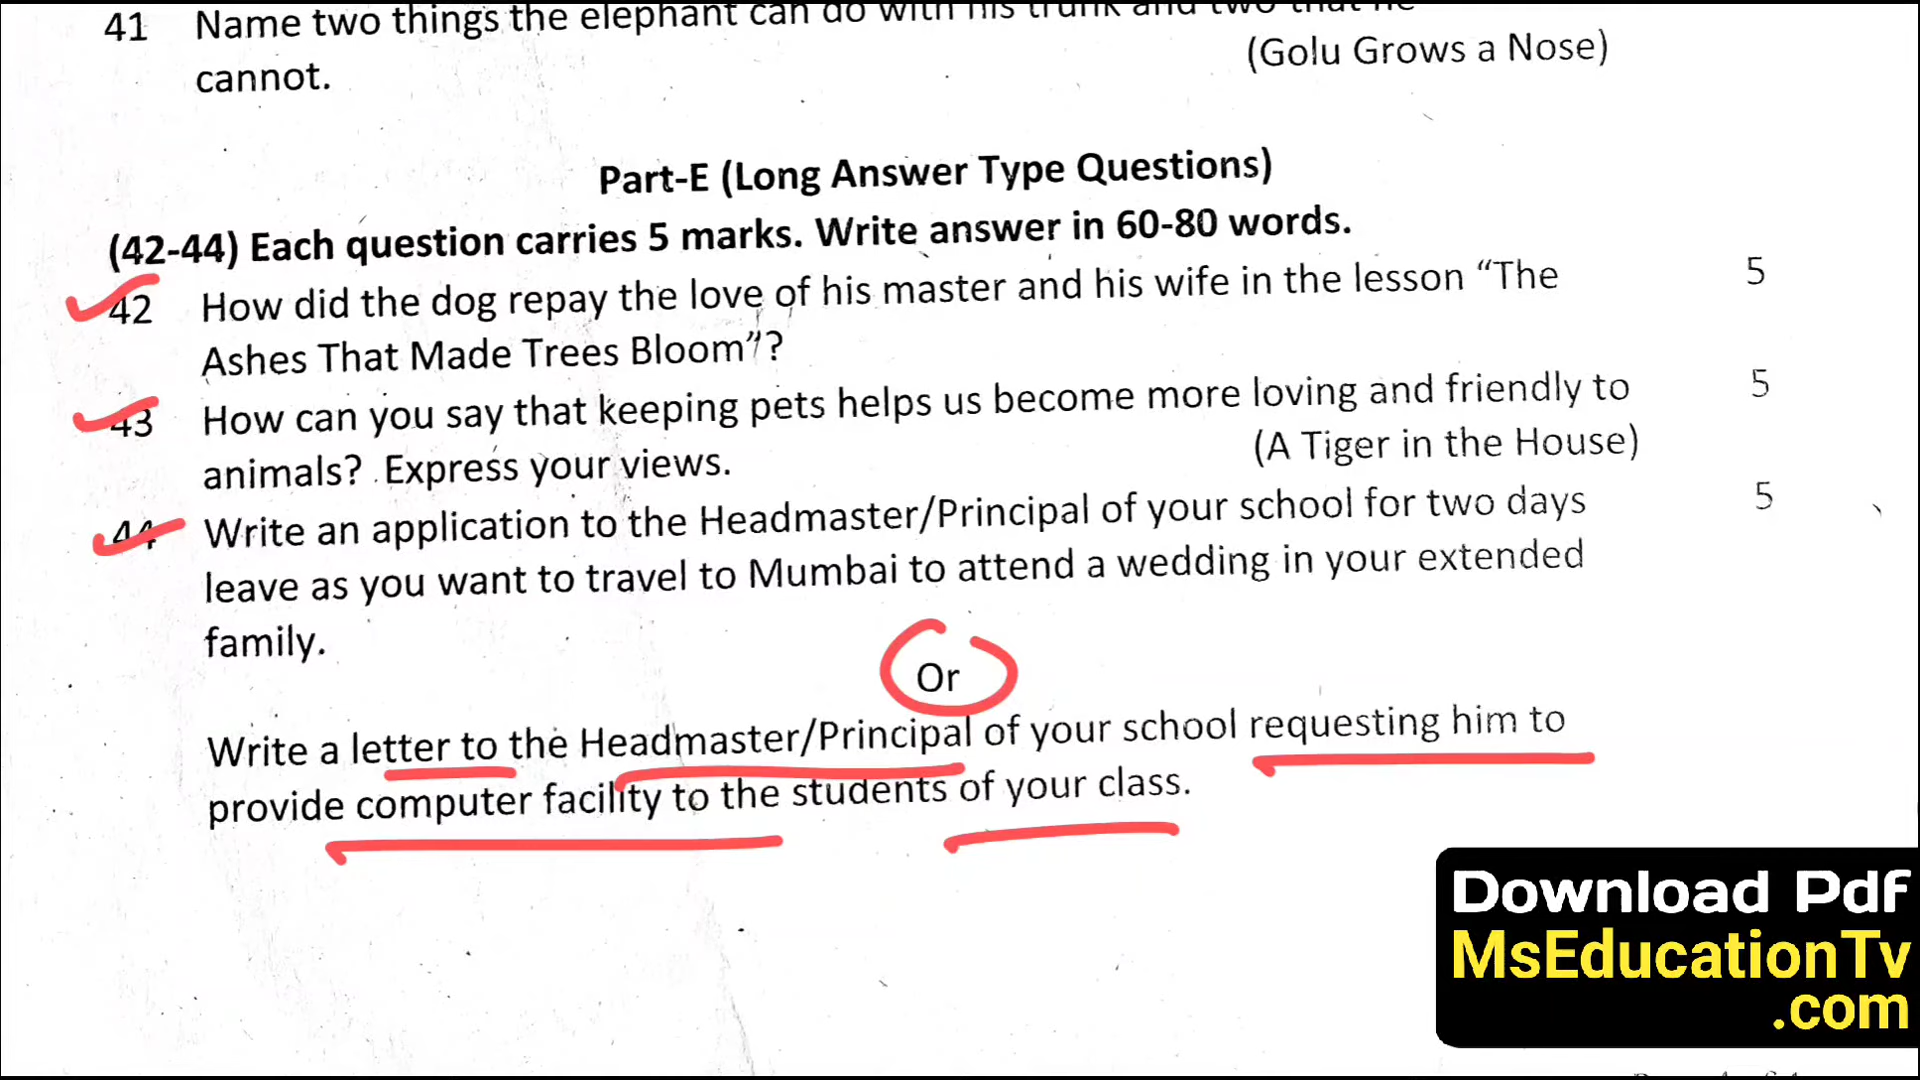 41 Name two things the elephant can do with his trunk and two that he
cannot. (Golu Grows a Nose)
Part-E (Long Answer Type Questions)
(42-44) Each question carries 5 marks. Write answer in 60-80 words.
42 How did the dog repay the love of his master and his wife in the lesson “The 5
Ashes That Made Trees Bloom”?
43 How can you say that keeping pets helps us become more loving and friendly to 5
animals? Express your views. (A Tiger in the House)
44 Write an application to the Headmaster/Principal of your school for two days 5
leave as you want to travel to Mumbai to attend a wedding in your extended
family.
Or
Write a letter to the Headmaster/Principal of your school requesting him to
provide computer facility to the students of your class.
Download Pdf
MsEducationTv
.com